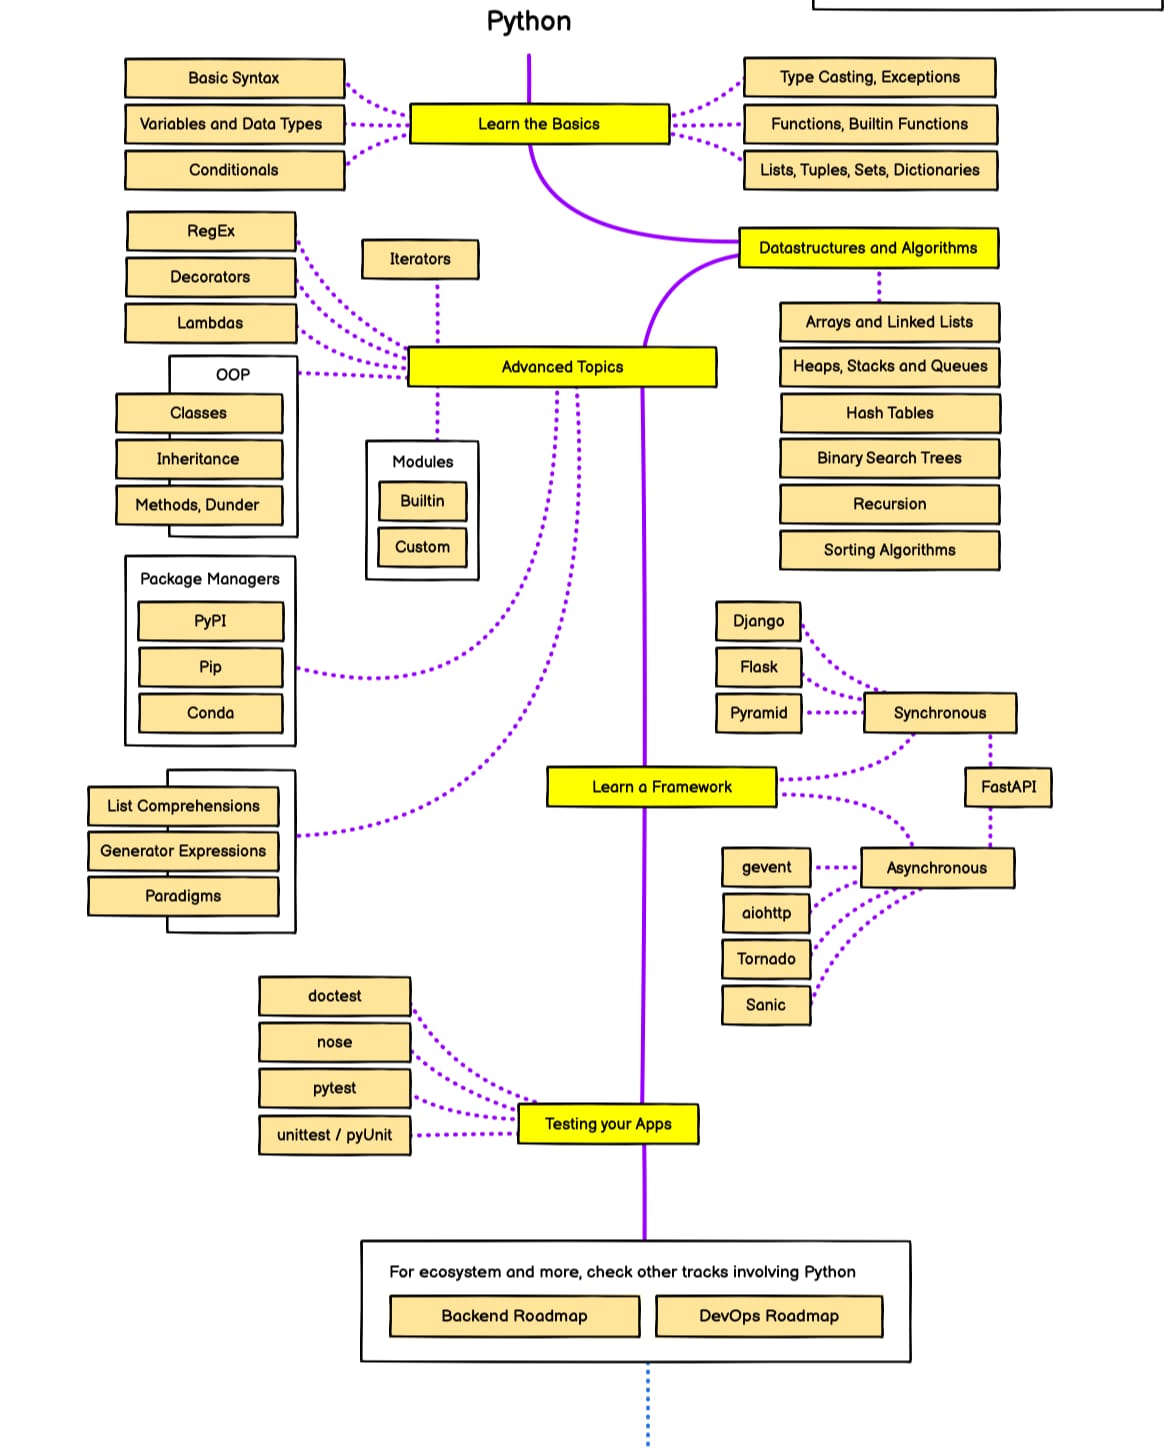 Python
Basic Syntax
Variables and Data Types
Conditionals
Learn the Basics
Type Casting, Exceptions
Functions, Builtin Functions
Lists, Tuples, Sets, Dictionaries
Datastructures and Algorithms
Arrays and Linked Lists
Heaps, Stacks and Queues
Hash Tables
Binary Search Trees
Recursion
Sorting Algorithms
RegEx
Decorators
Lambdas
Iterators
Advanced Topics
OOP
Classes
Inheritance
Methods, Dunder
Modules
Builtin
Custom
Package Managers
PyPI
Pip
Conda
List Comprehensions
Generator Expressions
Paradigms
Django
Flask
Pyramid
Synchronous
Learn a Framework
FastAPI
Asynchronous
gevent
aiohttp
Tornado
Sanic
doctest
nose
pytest
unittest / pyUnit
Testing your Apps
For ecosystem and more, check other tracks involving Python
Backend Roadmap
DevOps Roadmap